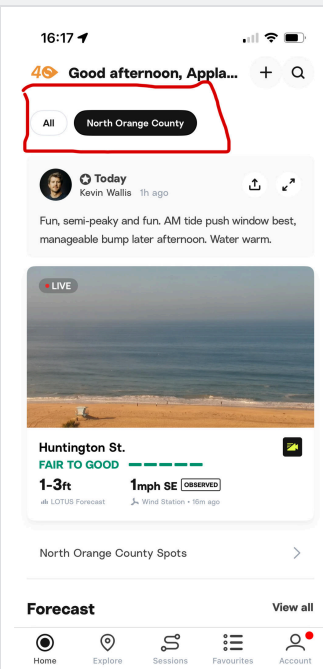 16:17
4 Good afternoon, Appla...
All North Orange County
Today
Kevin Wallis 1h ago
Fun, semi-peaky and fun. AM tide push window best,
manageable bump later afternoon. Water warm.
LIVE
Huntington St.
FAIR TO GOOD
1-3ft 1mph SE OBSERVED
LOTUS Forecast Wind Station • 16m ago
North Orange County Spots
Forecast View all
Home Explore Sessions Favourites Account